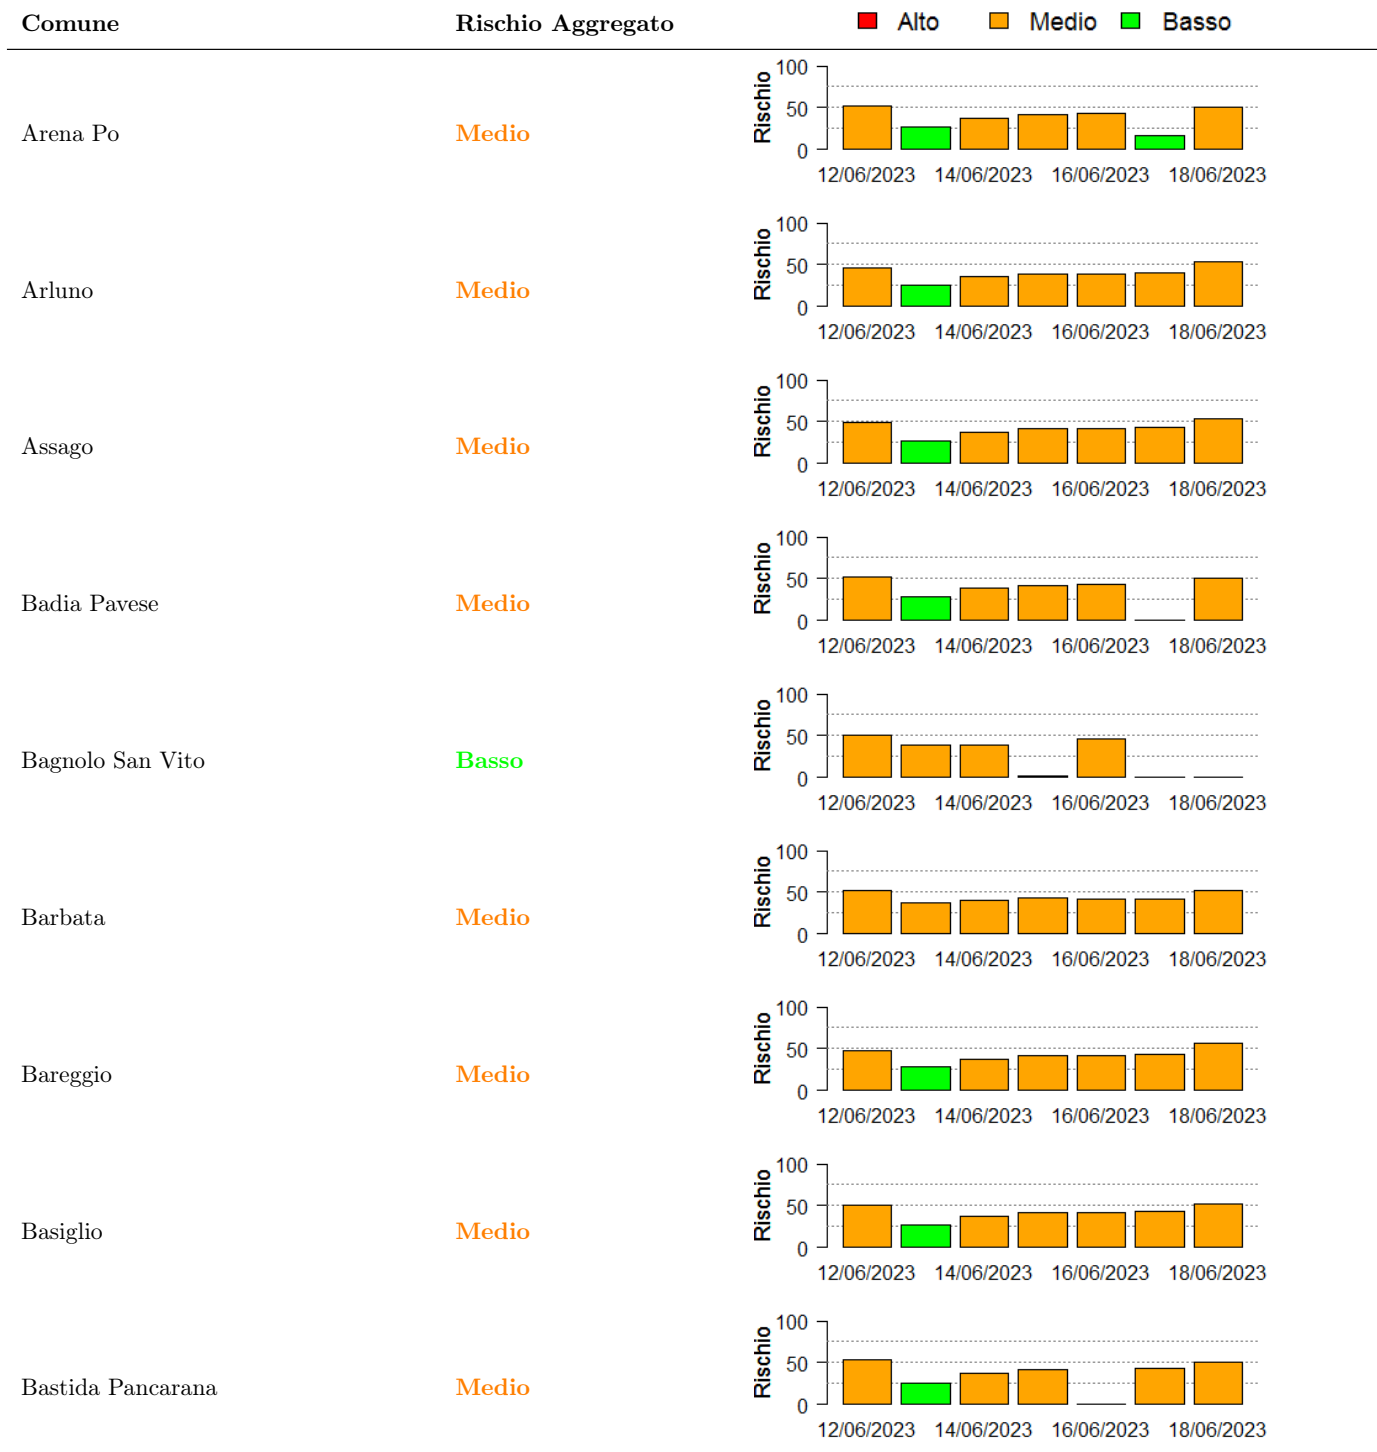 Comune Rischio Aggregato Alto Medio Basso
Arena Po Medio
Rischio
100
50
0
12/06/2023 14/06/2023 16/06/2023 18/06/2023
Arluno Medio
Rischio
100
50
0
12/06/2023 14/06/2023 16/06/2023 18/06/2023
Assago Medio
Rischio
100
50
0
12/06/2023 14/06/2023 16/06/2023 18/06/2023
Badia Pavese Medio
Rischio
100
50
0
12/06/2023 14/06/2023 16/06/2023 18/06/2023
Bagnolo San Vito Basso
Rischio
100
50
0
12/06/2023 14/06/2023 16/06/2023 18/06/2023
Barbata Medio
Rischio
100
50
0
12/06/2023 14/06/2023 16/06/2023 18/06/2023
Bareggio Medio
Rischio
100
50
0
12/06/2023 14/06/2023 16/06/2023 18/06/2023
Basiglio Medio
Rischio
100
50
0
12/06/2023 14/06/2023 16/06/2023 18/06/2023
Bastida Pancarana Medio
Rischio
100
50
0
12/06/2023 14/06/2023 16/06/2023 18/06/2023